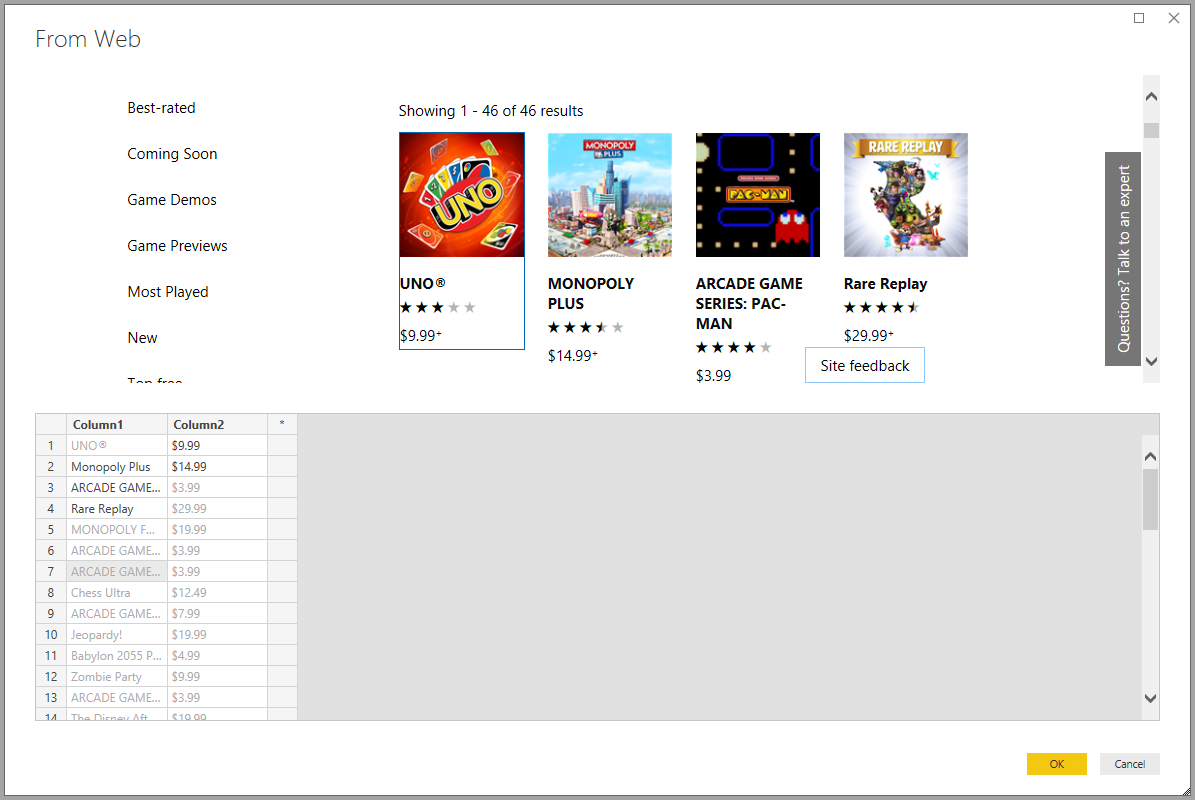 From Web
Best-rated
Coming Soon
Game Demos
Game Previews
Most Played
New
Top free
Showing 1 - 46 of 46 results
UNO
MONOPOLY
PLUS
PAC-MAN
RARE REPLAY
UNO®
$9.99+
MONOPOLY
PLUS
$14.99+
ARCADE GAME
SERIES: PAC-
MAN
$3.99
Rare Replay
$29.99+
Site feedback
Questions? Talk to an expert
Column1 Column2 *
1 UNO® $9.99
2 Monopoly Plus $14.99
3 ARCADE GAME... $3.99
4 Rare Replay $29.99
5 MONOPOLY F... $19.99
6 ARCADE GAME... $3.99
7 ARCADE GAME... $3.99
8 Chess Ultra $12.49
9 ARCADE GAME... $7.99
10 Jeopardy! $19.99
11 Babylon 2055 P... $4.99
12 Zombie Party $9.99
13 ARCADE GAME... $3.99
14 The Disney Aft... $19.99
OK Cancel